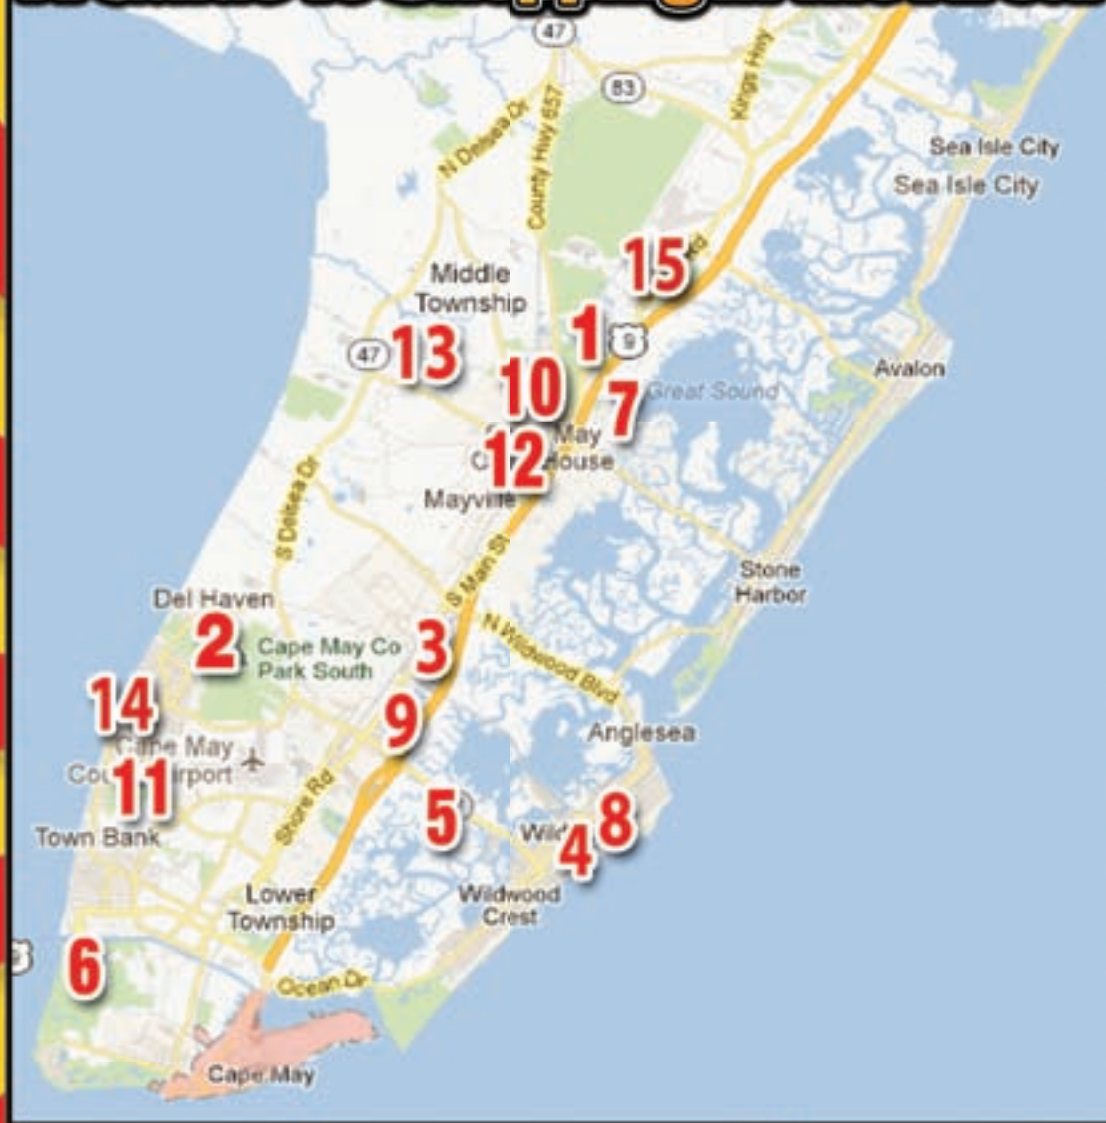 47
83
Kings Hwy
N Delsea Dr
County Hwy 657
Sea Isle City
Sea Isle City
15
Rd
Middle
Township
1
9
47
13
Avalon
10
7
Great Sound
May
12
House
Mayville
S Delsea Dr
S Main St
Stone
Harbor
Del Haven
2
Cape May Co
Park South
3
N Wildwood Blvd
14
9
Anglesea
Cape May
11
Shore Rd
5
8
4
Town Bank
Lower
Township
Wildwood
Crest
6
Ocean Dr
Cape May